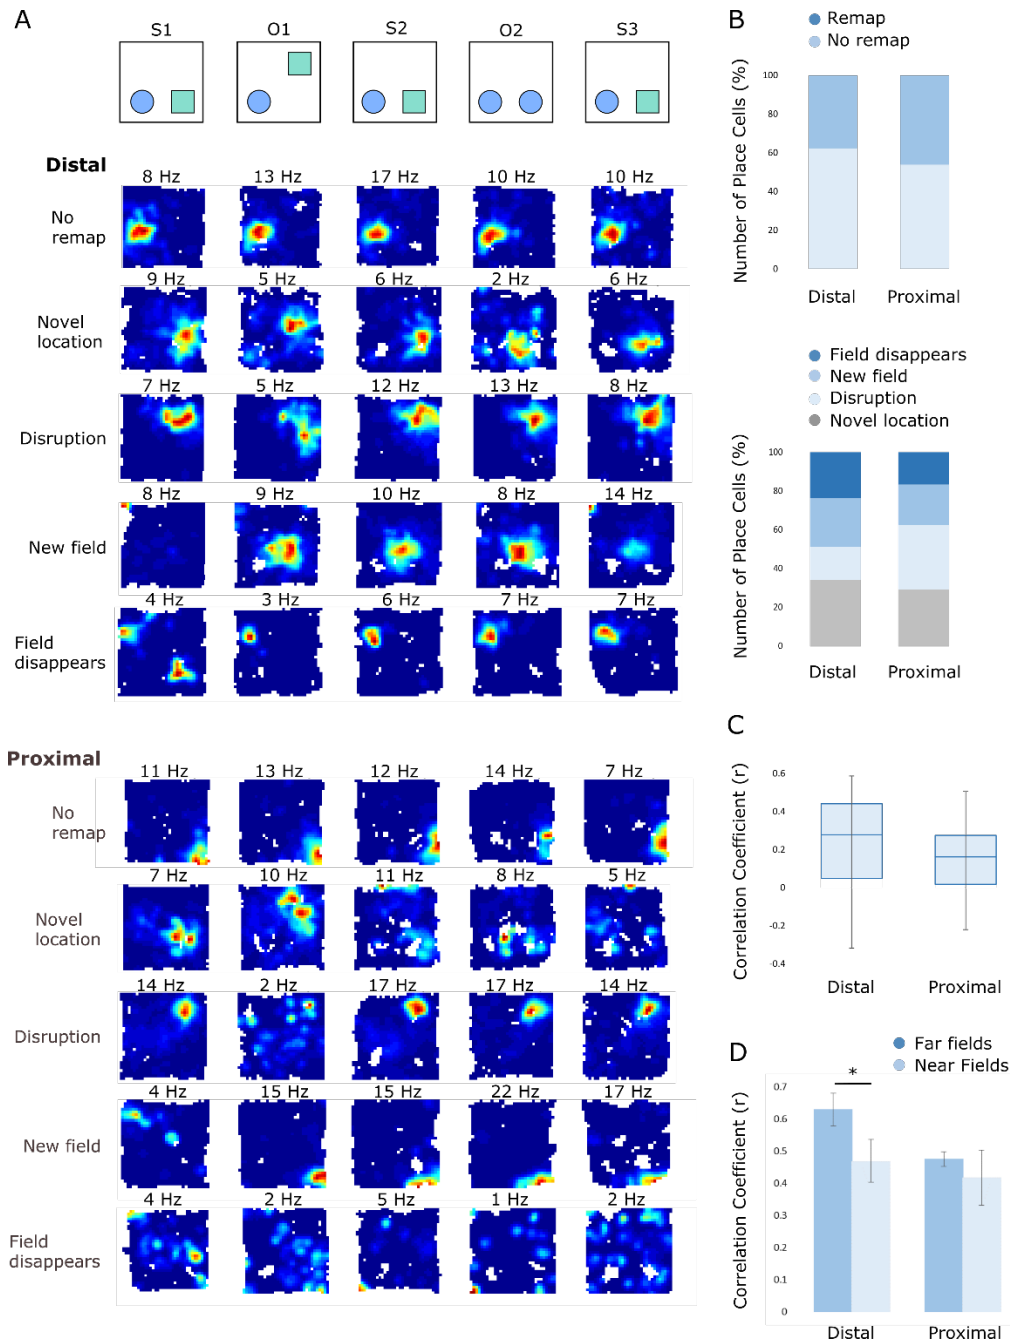 A
S1 O1 S2 O2 S3
Distal
8 Hz 13 Hz 17 Hz 10 Hz 10 Hz
No
remap
9 Hz 5 Hz 6 Hz 2 Hz 6 Hz
Novel
location
7 Hz 5 Hz 12 Hz 13 Hz 8 Hz
Disruption
8 Hz 9 Hz 10 Hz 8 Hz 14 Hz
New field
4 Hz 3 Hz 6 Hz 7 Hz 7 Hz
Field
disappears
Proximal
11 Hz 13 Hz 12 Hz 14 Hz 7 Hz
No
remap
7 Hz 10 Hz 11 Hz 8 Hz 5 Hz
Novel
location
14 Hz 2 Hz 17 Hz 17 Hz 14 Hz
Disruption
4 Hz 15 Hz 15 Hz 22 Hz 17 Hz
New field
4 Hz 2 Hz 5 Hz 1 Hz 2 Hz
Field
disappears
B
Remap
No remap
Number of Place Cells (%)
100
80
60
40
20
0
Distal Proximal
Field disappears
New field
Disruption
Novel location
Number of Place Cells (%)
100
80
60
40
20
0
Distal Proximal
C
Correlation Coefficient (r)
0.6
0.4
0.2
0
-0.2
-0.4
Distal Proximal
D
Far fields
Near Fields
Correlation Coefficient (r)
0.7
0.6
0.5
0.4
0.3
0.2
0.1
0
*
Distal Proximal